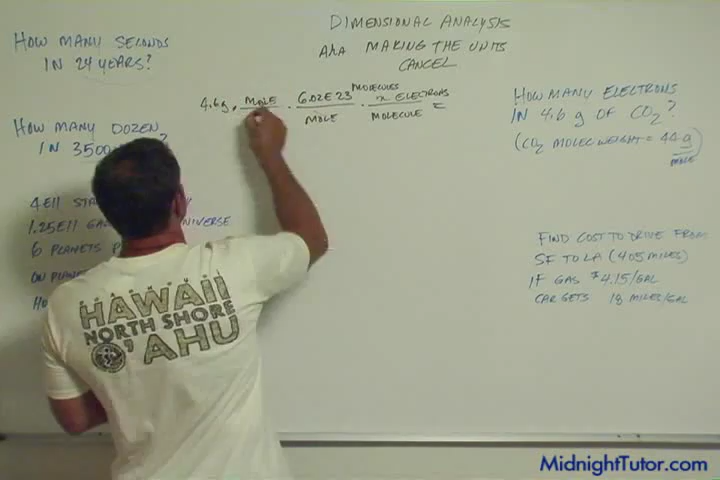 DIMENSIONAL ANALYSIS
AKA MAKING THE UNITS
CANCEL
HOW MANY SECONDS
IN 24 YEARS?
4.6g · MOLE · 6.02E23 MOLECULES · x ELECTRONS =
MOLE MOLECULE
HOW MANY ELECTRONS
IN 4.6 g OF CO2?
(CO2 MOLEC WEIGHT = 44 g)
MOLE
HOW MANY DOZEN
IN 3500 ?
4E11 STA
1.25E11 GA UNIVERSE
6 PLANETS P
ON PLANE
HO
FIND COST TO DRIVE FROM
SF TO LA (405 MILES)
IF GAS $4.15/GAL
CAR GETS 18 MILES/GAL
HAWAII
NORTH SHORE
O'AHU
MidnightTutor.com